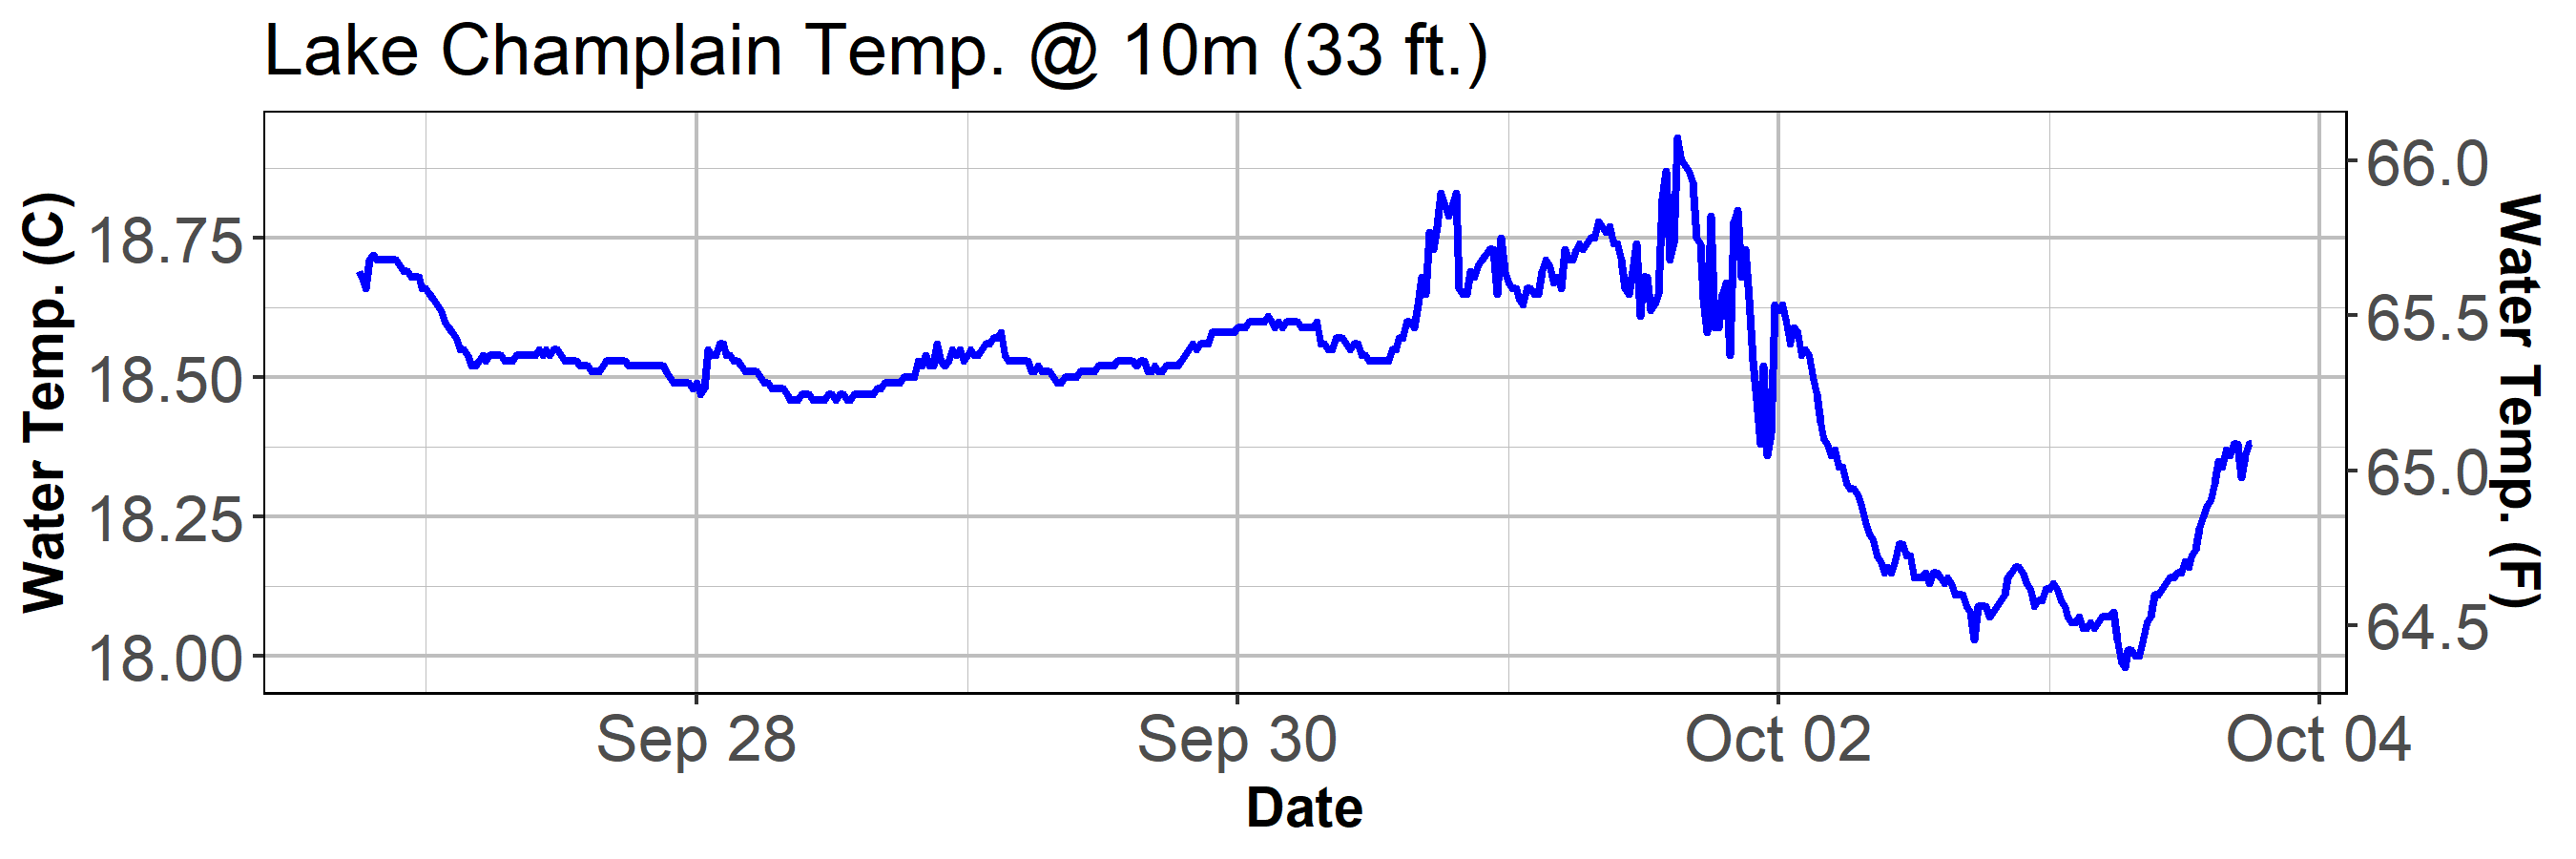 Lake Champlain Temp. @ 10m (33 ft.)
Water Temp. (C)
18.75
18.50
18.25
18.00
66.0
65.5
65.0
64.5
Water Temp. (F)
Sep 28
Sep 30
Oct 02
Oct 04
Date